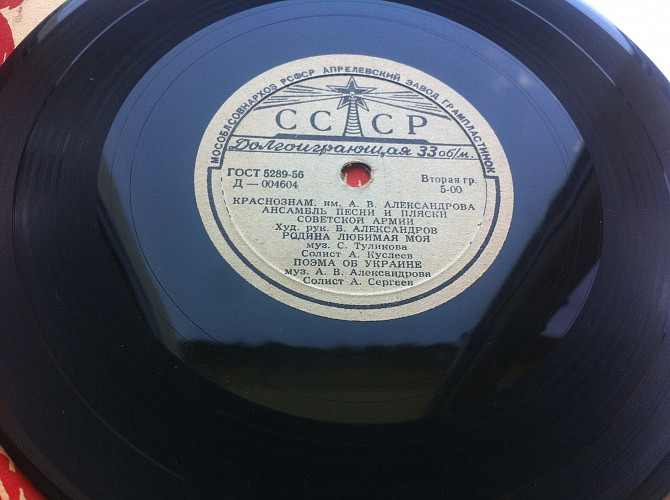 МОСОБЛСОВНАРХОЗ РСФСР АПРЕЛЕВСКИЙ ЗАВОД ГРАМПЛАСТИНОК
СССР
Долгоиграющая 33 об/м.
ГОСТ 5289-56
Д — 004604
Вторая гр.
5-00
КРАСНОЗНАМ. им. А. В. АЛЕКСАНДРОВА
АНСАМБЛЬ ПЕСНИ И ПЛЯСКИ
СОВЕТСКОЙ АРМИИ
Худ. рук. Б. АЛЕКСАНДРОВ
РОДИНА ЛЮБИМАЯ МОЯ
муз. С. Туликова
Солист А. Куслеев
ПОЭМА ОБ УКРАИНЕ
муз. А. В. Александрова
Солист А. Сергеев